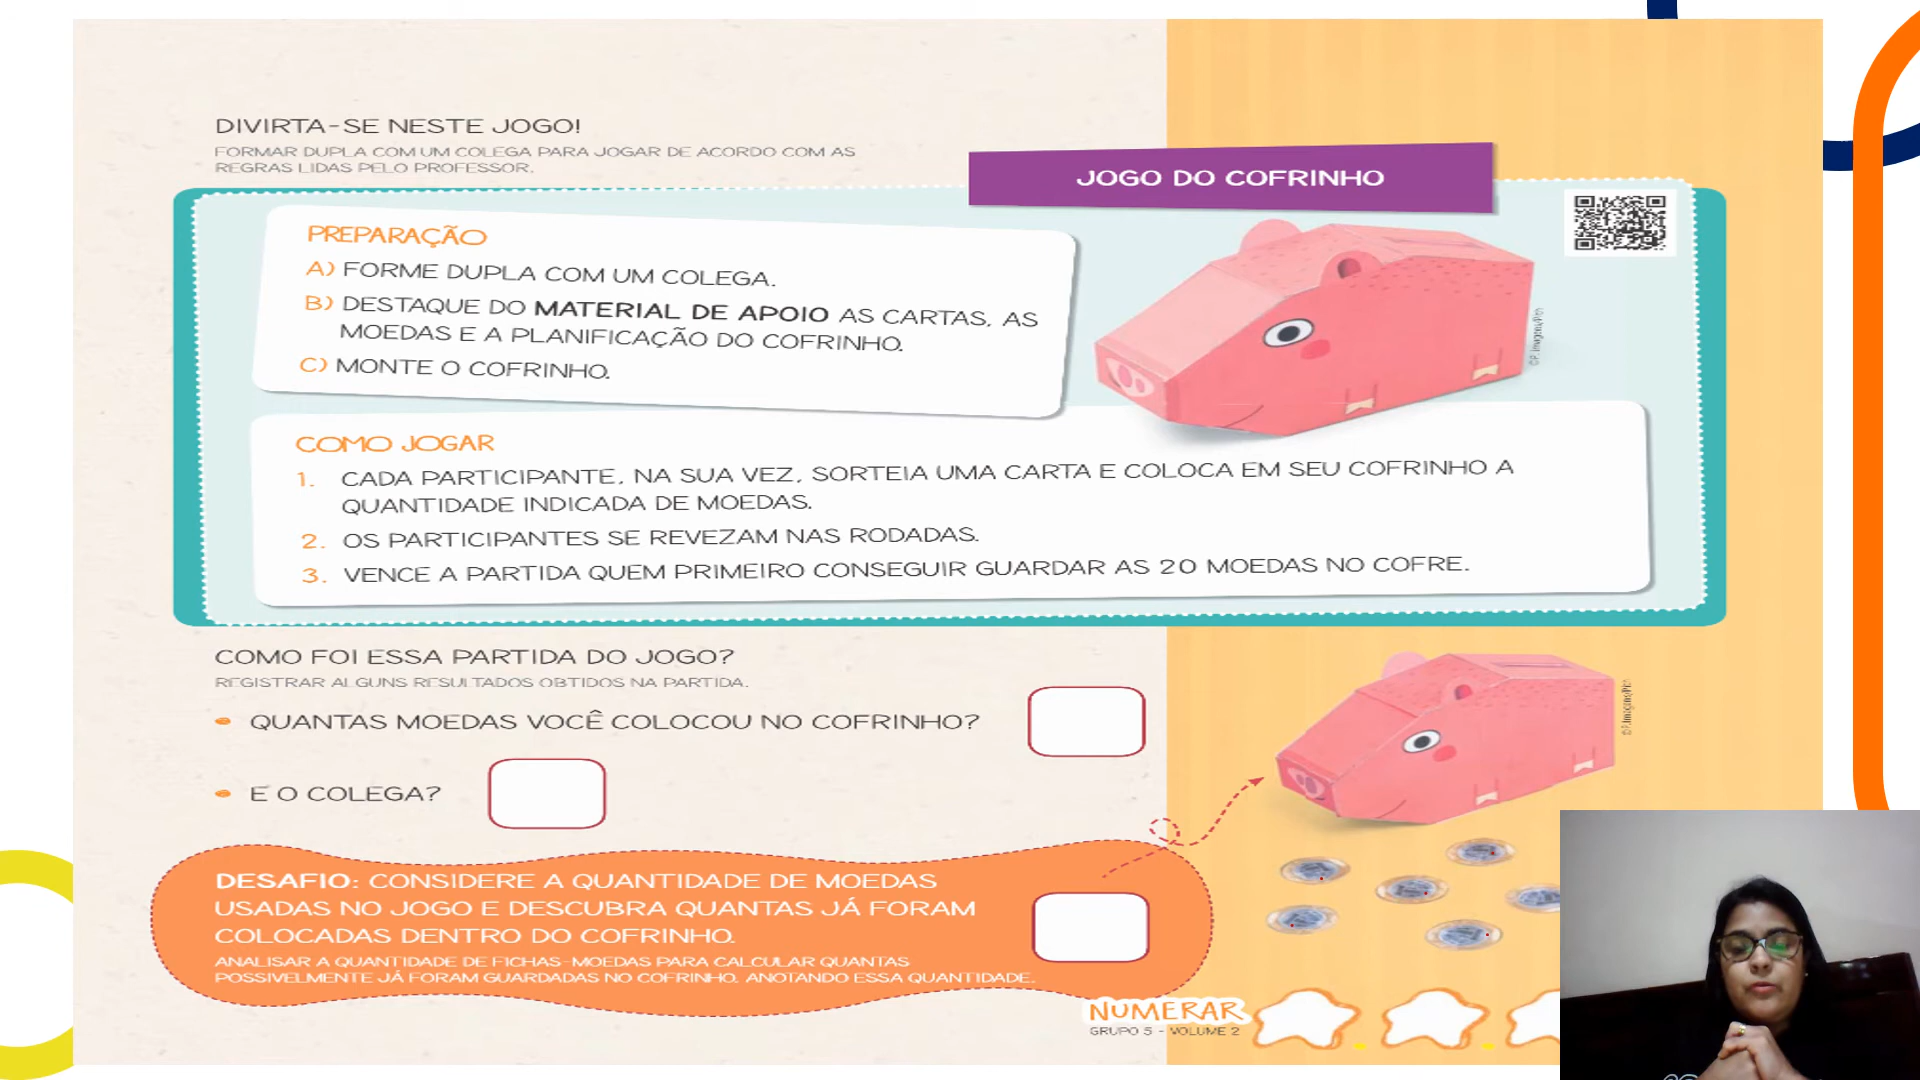 DIVIRTA-SE NESTE JOGO!
FORMAR DUPLA COM UM COLEGA PARA JOGAR DE ACORDO COM AS
REGRAS LIDAS PELO PROFESSOR.
JOGO DO COFRINHO
PREPARAÇÃO
A) FORME DUPLA COM UM COLEGA.
B) DESTAQUE DO MATERIAL DE APOIO AS CARTAS, AS
MOEDAS E A PLANIFICAÇÃO DO COFRINHO.
C) MONTE O COFRINHO.
©P. Imagens/Pith
COMO JOGAR
1. CADA PARTICIPANTE, NA SUA VEZ, SORTEIA UMA CARTA E COLOCA EM SEU COFRINHO A
QUANTIDADE INDICADA DE MOEDAS.
2. OS PARTICIPANTES SE REVEZAM NAS RODADAS.
3. VENCE A PARTIDA QUEM PRIMEIRO CONSEGUIR GUARDAR AS 20 MOEDAS NO COFRE.
COMO FOI ESSA PARTIDA DO JOGO?
REGISTRAR ALGUNS RESULTADOS OBTIDOS NA PARTIDA.
• QUANTAS MOEDAS VOCÊ COLOCOU NO COFRINHO?
• E O COLEGA?
©P. Imagens/Pith
DESAFIO: CONSIDERE A QUANTIDADE DE MOEDAS
USADAS NO JOGO E DESCUBRA QUANTAS JÁ FORAM
COLOCADAS DENTRO DO COFRINHO.
ANALISAR A QUANTIDADE DE FICHAS-MOEDAS PARA CALCULAR QUANTAS
POSSIVELMENTE JÁ FORAM GUARDADAS NO COFRINHO, ANOTANDO ESSA QUANTIDADE.
NUMERAR
GRUPO 5 - VOLUME 2